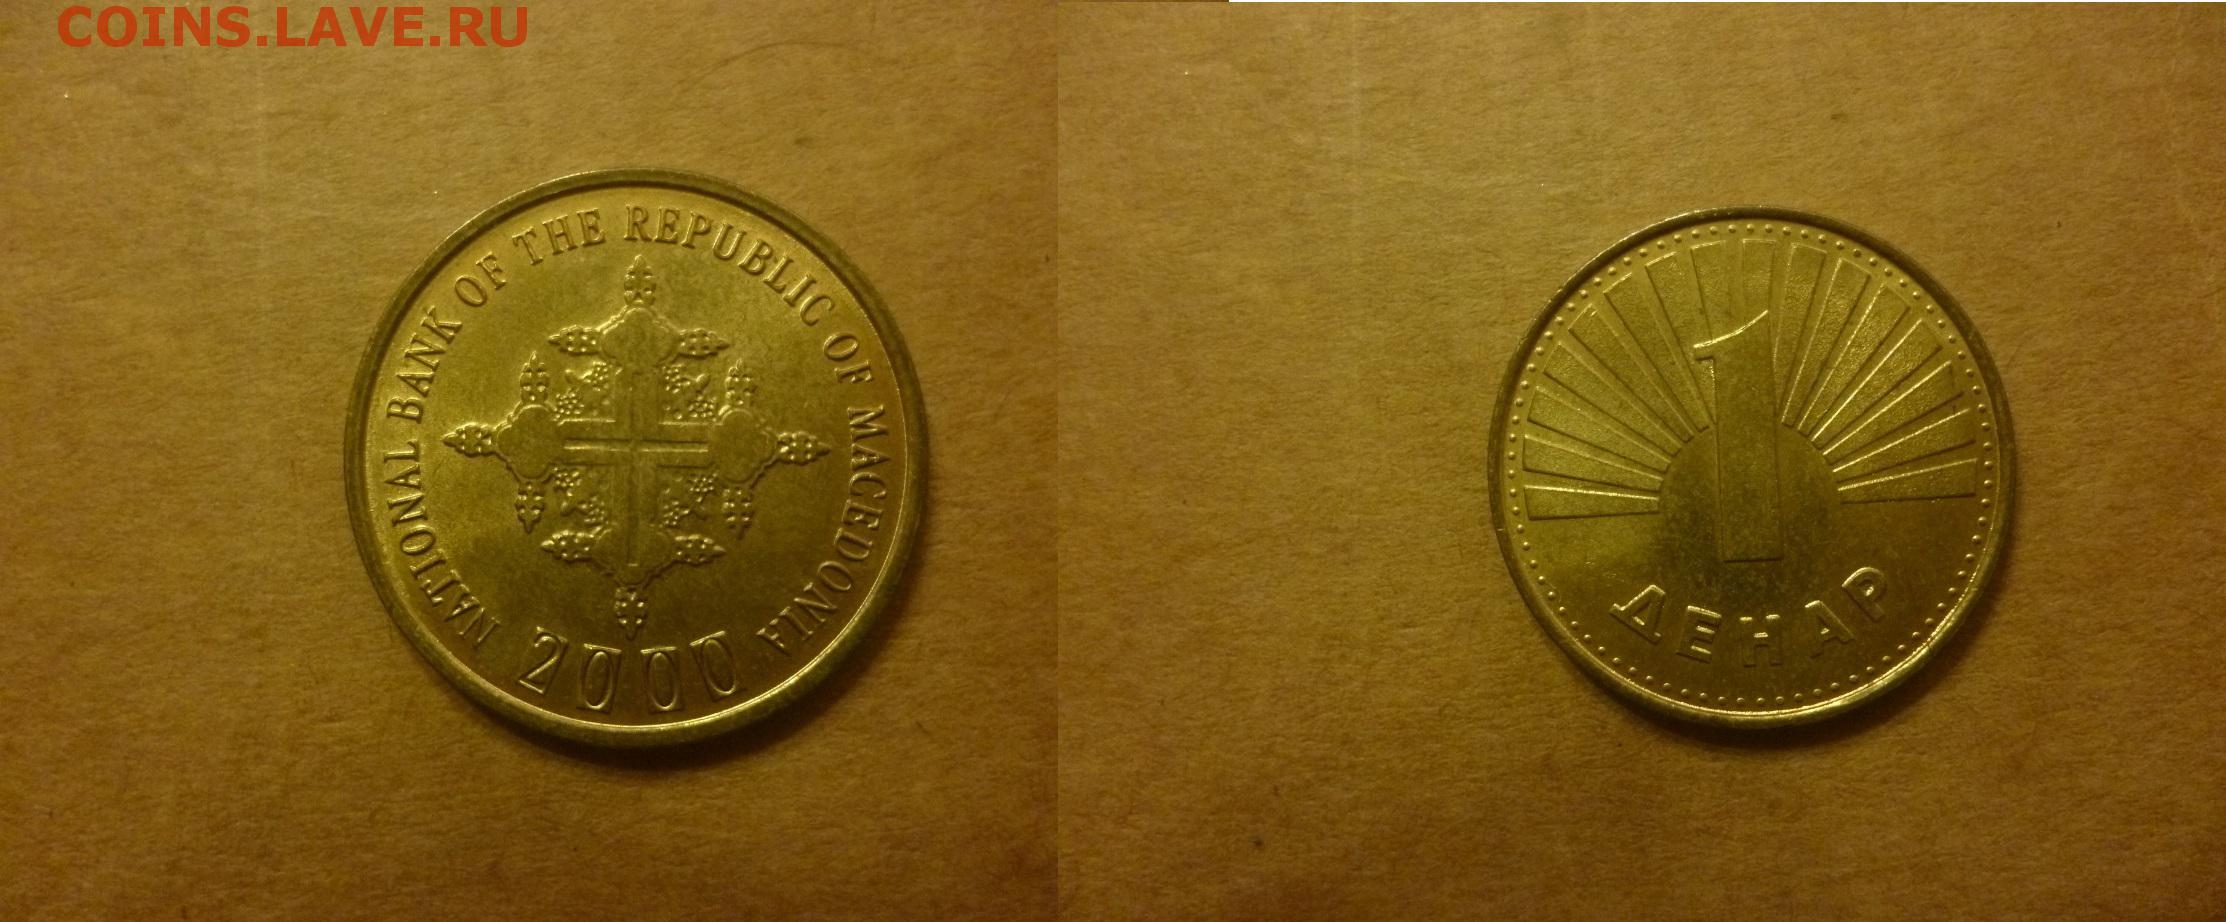 COINS.LAVE.RU
NATIONAL BANK OF THE REPUBLIC OF MACEDONIA
2000
1
ДЕНАР